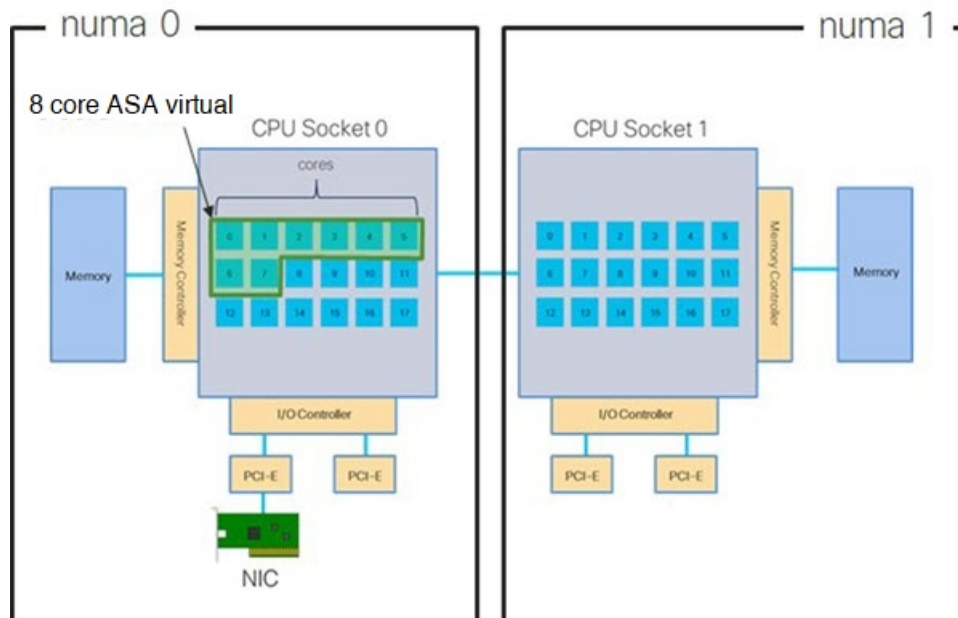 numa 0
numa 1
8 core ASA virtual
CPU Socket 0
CPU Socket 1
cores
Memory
Memory Controller
0 1 2 3 4 5
6 7 8 9 10 11
12 13 14 15 16 17
0 1 2 3 4 5
6 7 8 9 10 11
12 13 14 15 16 17
Memory Controller
Memory
I/O Controller
I/O Controller
PCI-E
PCI-E
PCI-E
PCI-E
NIC